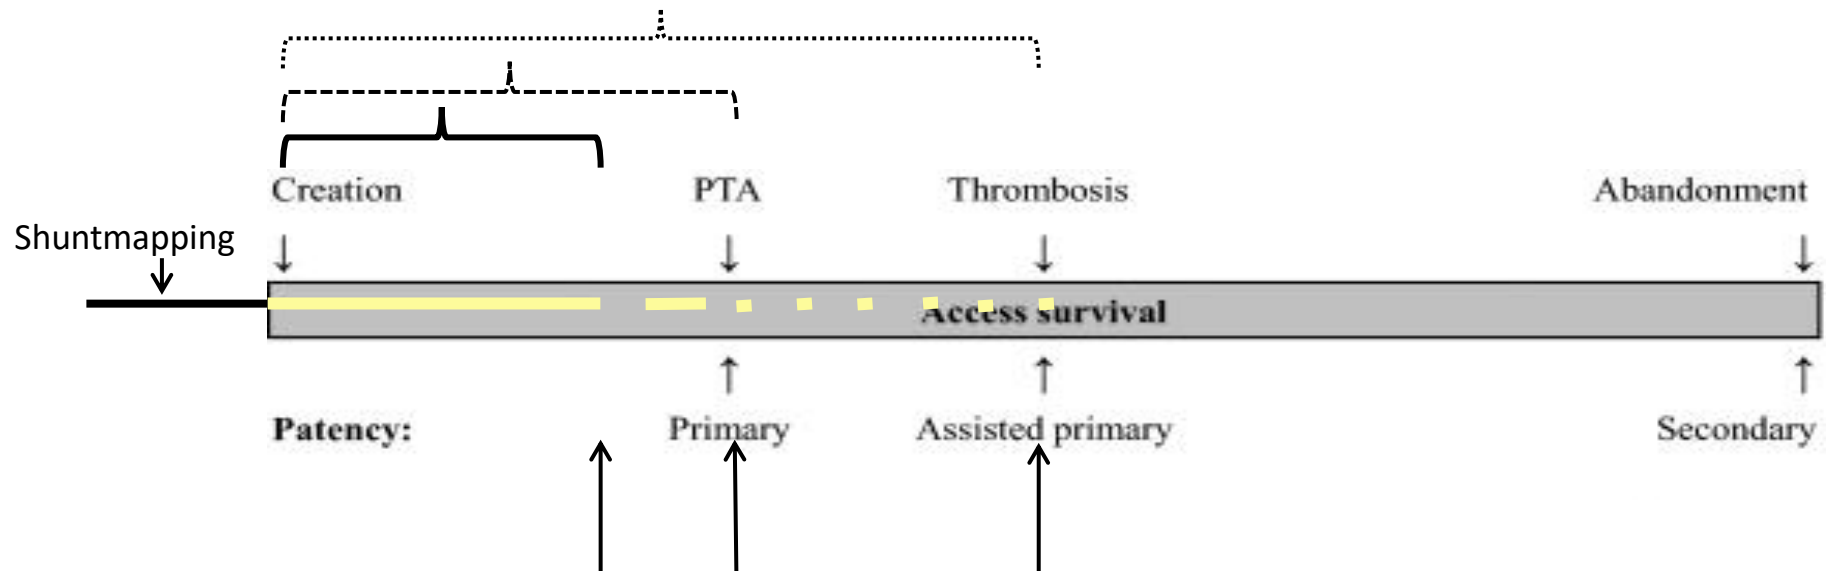 Creation PTA Thrombosis Abandonment
Shuntmapping
Access survival
Patency: Primary Assisted primary Secondary